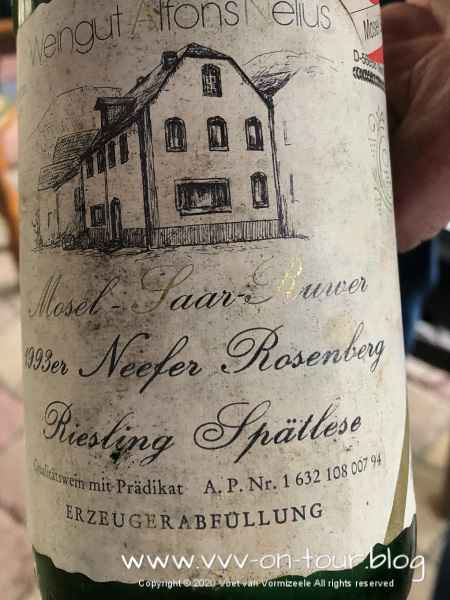 Weingut Alfons Nelius
Mosel
Mosel-Saar-Ruwer
1993er Neefer Rosenberg
Riesling Spätlese
Qualitätswein mit Prädikat A. P. Nr. 1 632 108 007 94
ERZEUGERABFÜLLUNG
www.vvv-on-tour.blog
Copyright © 2020 Voet van Vormizeele All rights reserved